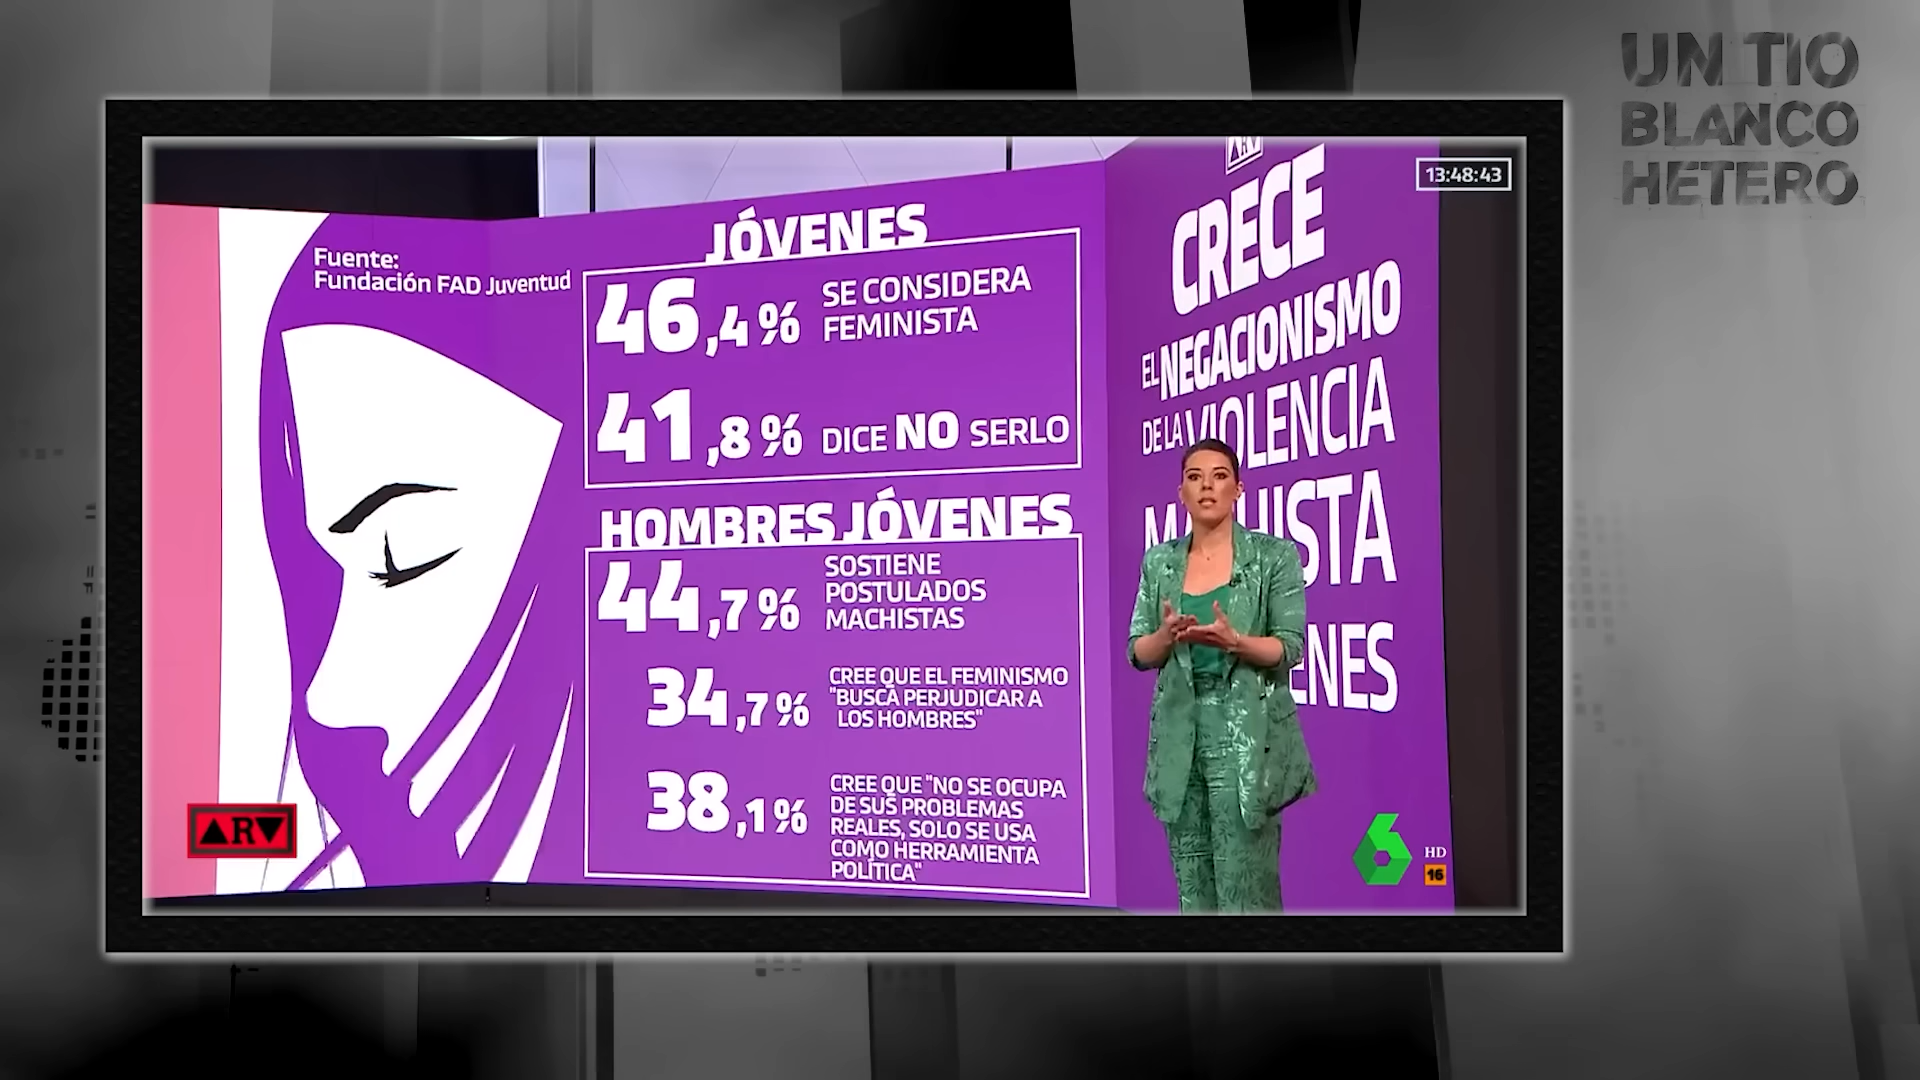 UN TIO
BLANCO
HETERO
13:48:43
Fuente:
Fundación FAD Juventud
JÓVENES
46,4% SE CONSIDERA
FEMINISTA
41,8% DICE NO SERLO
HOMBRES JÓVENES
44,7% SOSTIENE
POSTULADOS
MACHISTAS
34,7% CREE QUE EL FEMINISMO
"BUSCA PERJUDICAR A
LOS HOMBRES"
38,1% CREE QUE "NO SE OCUPA
DE SUS PROBLEMAS
REALES, SOLO SE USA
COMO HERRAMIENTA
POLÍTICA"
ARV
CRECE
EL NEGACIONISMO
DE LA VIOLENCIA
ARV
6
HD
16